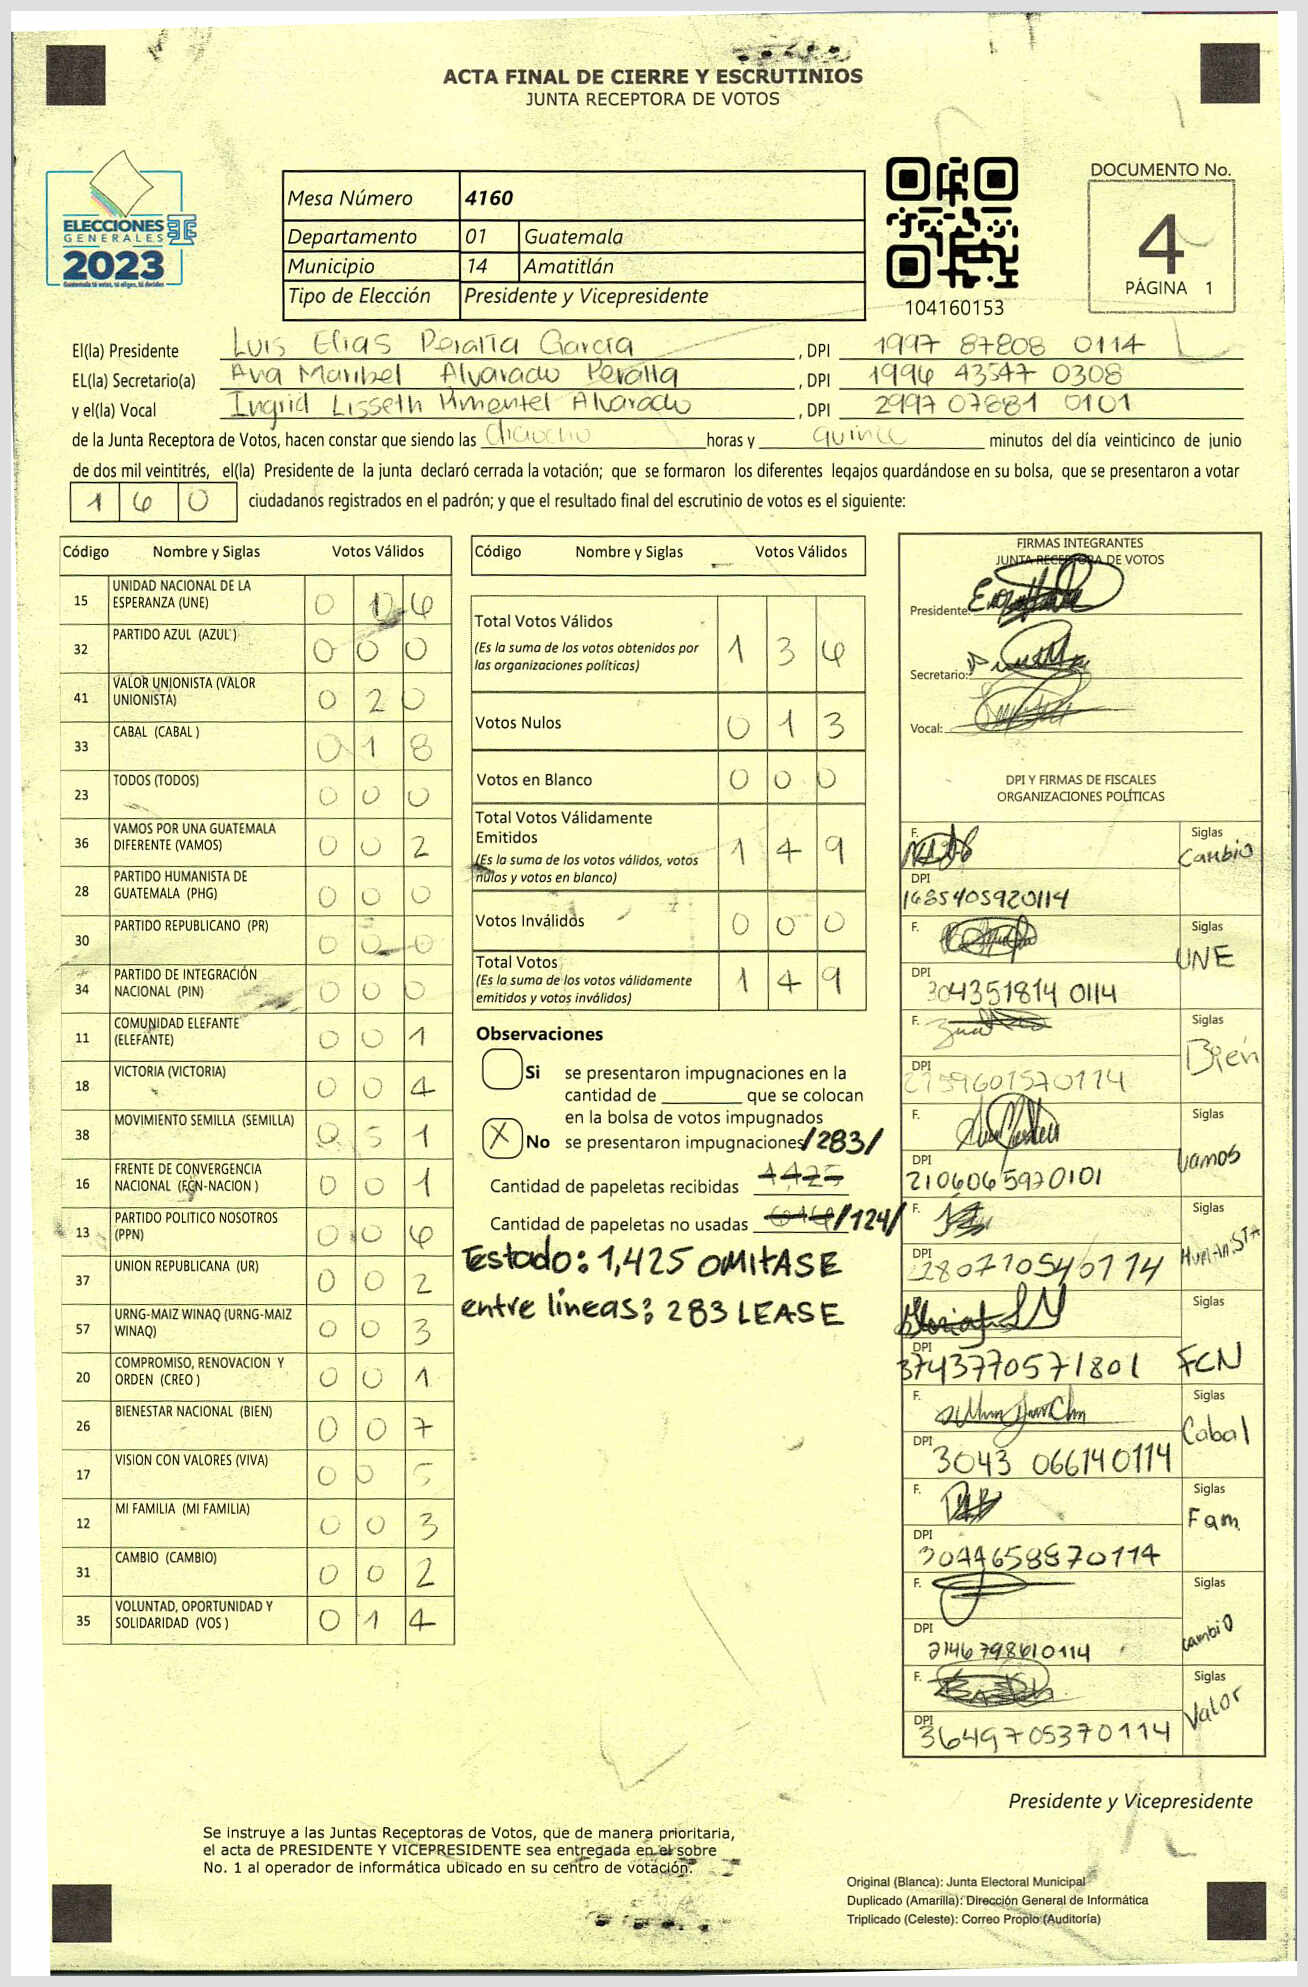 ACTA FINAL DE CIERRE Y ESCRUTINIOS
JUNTA RECEPTORA DE VOTOS
ELECCIONES
GENERALES
2023
Guatemala tú votas, tú eliges, tú decides
Mesa Número 4160
Departamento 01 Guatemala
Municipio 14 Amatitlán
Tipo de Elección Presidente y Vicepresidente
104160153
DOCUMENTO No.
4
PÁGINA 1
El(la) Presidente Luis Elias Peralta Garcia , DPI 1997 87808 0114
EL(la) Secretario(a) Ana Maribel Alvarado Peralta , DPI 1996 43547 0308
y el(la) Vocal Ingrid Lisseth Pimentel Alvarado , DPI 2997 07881 0101
de la Junta Receptora de Votos, hacen constar que siendo las horas y quince minutos del día veinticinco de junio
de dos mil veintitrés, el(la) Presidente de la junta declaró cerrada la votación; que se formaron los diferentes legajos guardándose en su bolsa, que se presentaron a votar
160 ciudadanos registrados en el padrón; y que el resultado final del escrutinio de votos es el siguiente:
Código Nombre y Siglas Votos Válidos
15 UNIDAD NACIONAL DE LA
ESPERANZA (UNE)
32 PARTIDO AZUL (AZUL ) 0 0 0
41 VALOR UNIONISTA (VALOR
UNIONISTA) 0 2 0
33 CABAL (CABAL ) 0 1 8
23 TODOS (TODOS) 0 0 0
36 VAMOS POR UNA GUATEMALA
DIFERENTE (VAMOS) 0 0 2
28 PARTIDO HUMANISTA DE
GUATEMALA (PHG) 0 0 0
30 PARTIDO REPUBLICANO (PR) 0 0 0
34 PARTIDO DE INTEGRACIÓN
NACIONAL (PIN) 0 0 0
11 COMUNIDAD ELEFANTE
(ELEFANTE) 0 0 1
18 VICTORIA (VICTORIA) 0 0 4
38 MOVIMIENTO SEMILLA (SEMILLA) 0 5 1
16 FRENTE DE CONVERGENCIA
NACIONAL (FCN-NACION ) 0 0 1
13 PARTIDO POLITICO NOSOTROS
(PPN) 0 0 6
37 UNION REPUBLICANA (UR) 0 0 2
57 URNG-MAIZ WINAQ (URNG-MAIZ
WINAQ) 0 0 3
20 COMPROMISO, RENOVACION Y
ORDEN (CREO ) 0 0 1
26 BIENESTAR NACIONAL (BIEN) 0 0 7
17 VISION CON VALORES (VIVA) 0 0 5
12 MI FAMILIA (MI FAMILIA) 0 0 3
31 CAMBIO (CAMBIO) 0 0 2
35 VOLUNTAD, OPORTUNIDAD Y
SOLIDARIDAD (VOS ) 0 1 4
Código Nombre y Siglas Votos Válidos
Total Votos Válidos
(Es la suma de los votos obtenidos por
las organizaciones políticas) 1 3 6
Votos Nulos 0 1 3
Votos en Blanco 0 0 0
Total Votos Válidamente
Emitidos
(Es la suma de los votos válidos, votos
nulos y votos en blanco) 1 4 9
Votos Inválidos 0 0 0
Total Votos
(Es la suma de los votos válidamente
emitidos y votos inválidos) 1 4 9
Observaciones
Si se presentaron impugnaciones en la
cantidad de ________ que se colocan
en la bolsa de votos impugnados
X No se presentaron impugnaciones /283/
Cantidad de papeletas recibidas 1425
Cantidad de papeletas no usadas /124/
Testado: 1,425 OMITASE
entre lineas: 283 LEASE
FIRMAS INTEGRANTES
JUNTA RECEPTORA DE VOTOS
Presidente:
Secretario:
Vocal:
DPI Y FIRMAS DE FISCALES
ORGANIZACIONES POLÍTICAS
F. Siglas
Cambio
DPI
1685405920114
F. Siglas
UNE
DPI
304351814 0114
F. Siglas
Bien
DPI
F. Siglas
Vamos
DPI
2106065970101
F. Siglas
HUMANISTA
DPI
2807710540114
F. Siglas
DPI
3743770571801 FCN
F. Siglas
Cabal
DPI
3043 066140114
F. Siglas
Fam
DPI
3044658870114
F. Siglas
cambio
DPI
2146798610114
F. Siglas
Valor
DPI
3649705370114
Presidente y Vicepresidente
Se instruye a las Juntas Receptoras de Votos, que de manera prioritaria,
el acta de PRESIDENTE Y VICEPRESIDENTE sea entregada en el sobre
No. 1 al operador de informática ubicado en su centro de votación.
Original (Blanca): Junta Electoral Municipal
Duplicado (Amarilla): Dirección General de Informática
Triplicado (Celeste): Correo Propio (Auditoría)